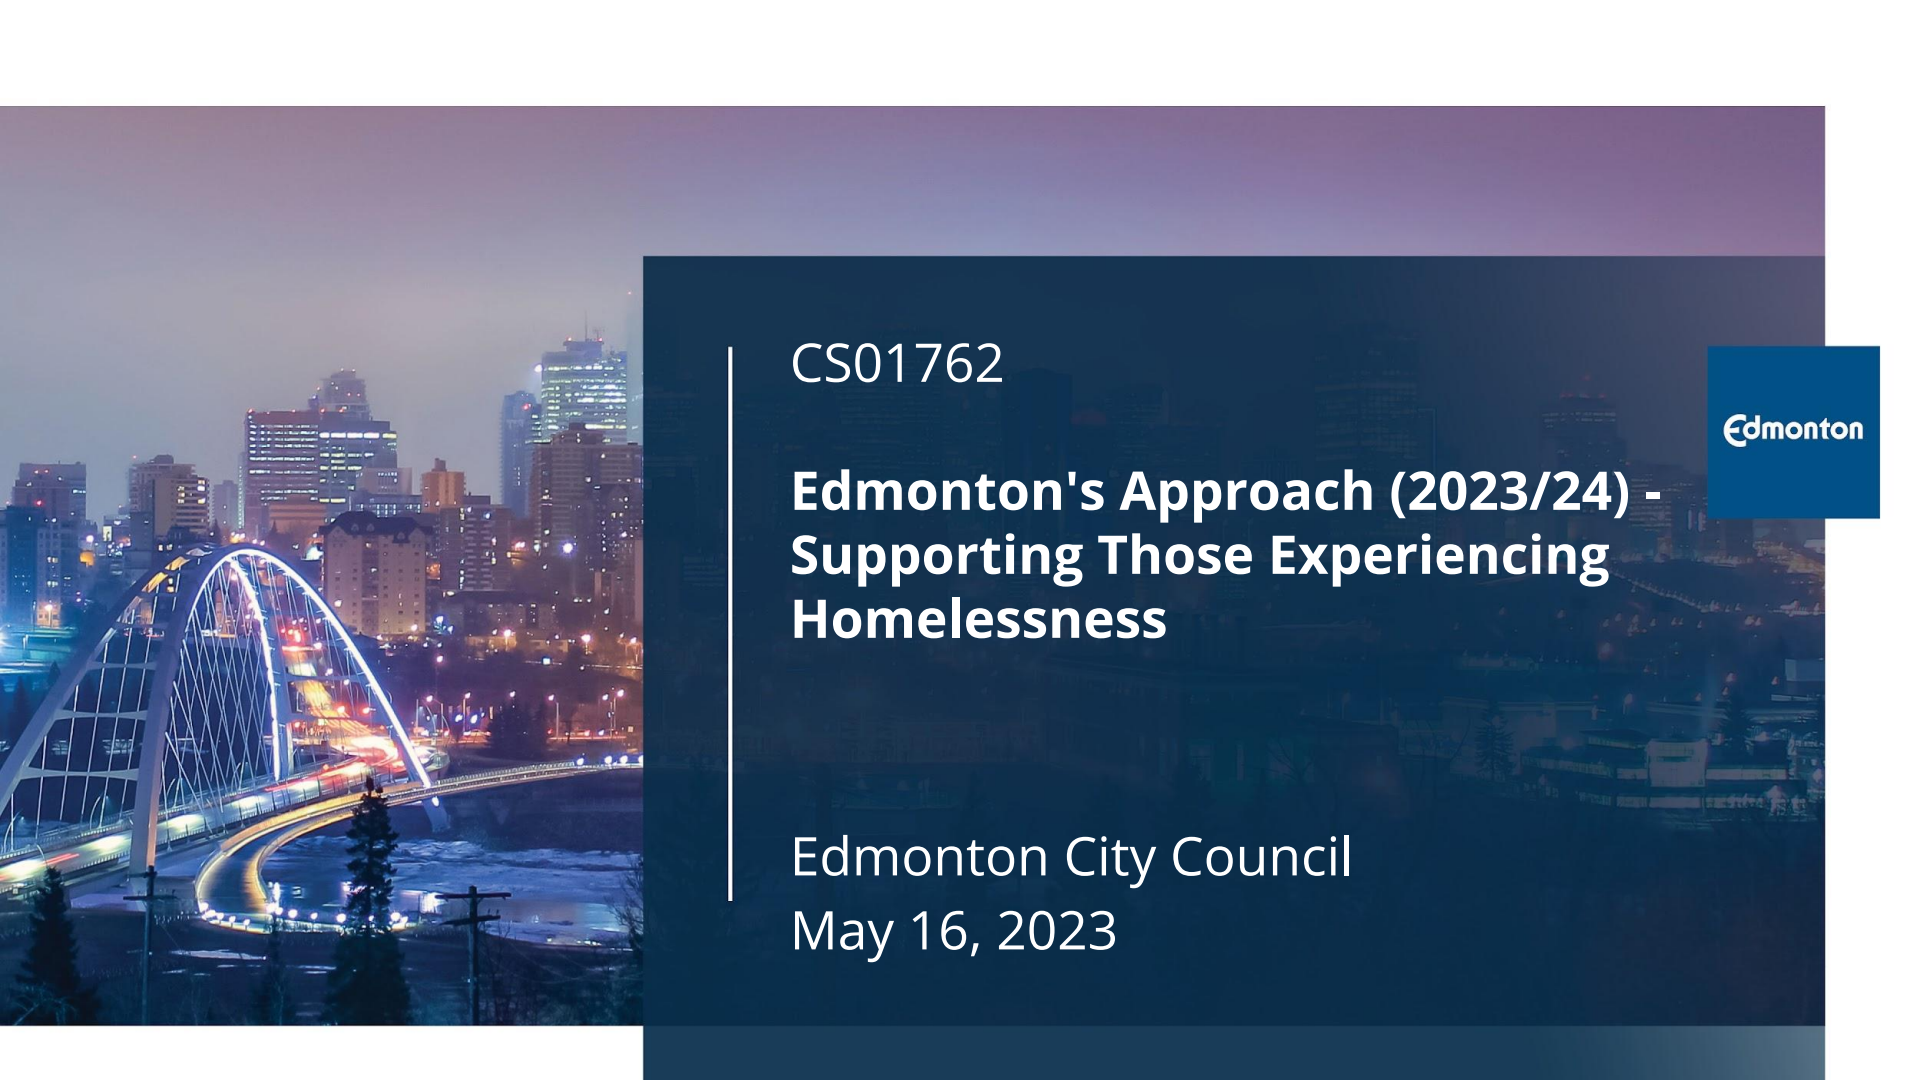 CS01762
Edmonton's Approach (2023/24) -
Supporting Those Experiencing
Homelessness
Edmonton
Edmonton City Council
May 16, 2023